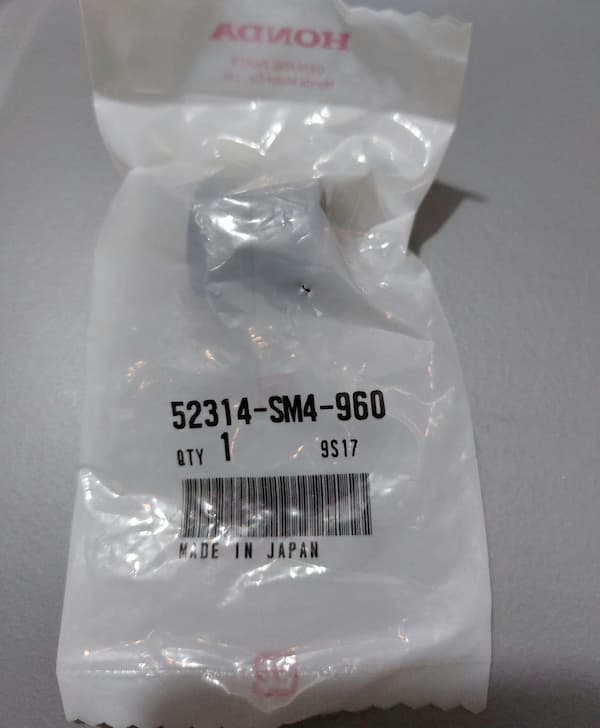 HONDA
52314-SM4-960
QTY 1 9S17
MADE IN JAPAN